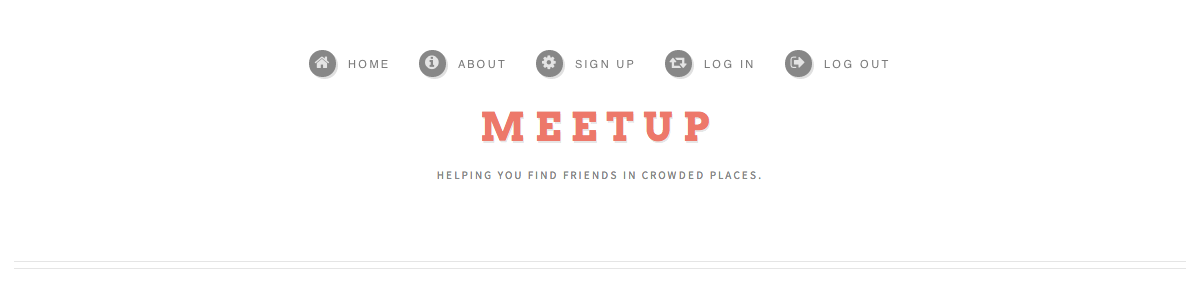 HOME ABOUT SIGN UP LOG IN LOG OUT
MEETUP
HELPING YOU FIND FRIENDS IN CROWDED PLACES.